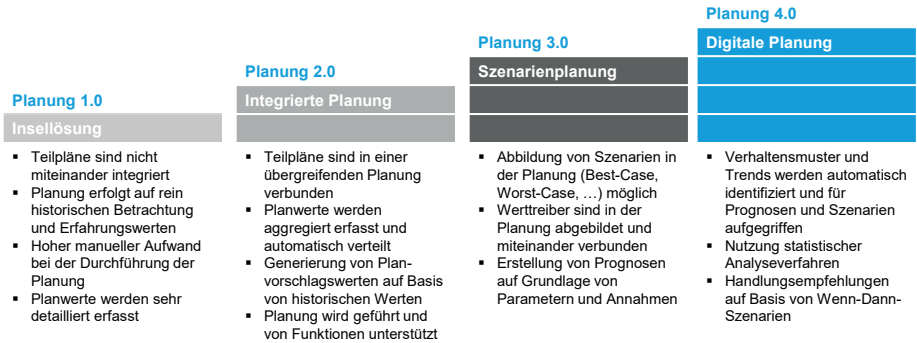 Planung 1.0
Insellösung
▪ Teilpläne sind nicht
miteinander integriert
▪ Planung erfolgt auf rein
historischen Betrachtung
und Erfahrungswerten
▪ Hoher manueller Aufwand
bei der Durchführung der
Planung
▪ Planwerte werden sehr
detailliert erfasst
Planung 2.0
Integrierte Planung
▪ Teilpläne sind in einer
übergreifenden Planung
verbunden
▪ Planwerte werden
aggregiert erfasst und
automatisch verteilt
▪ Generierung von Plan-
vorschlagswerten auf Basis
von historischen Werten
▪ Planung wird geführt und
von Funktionen unterstützt
Planung 3.0
Szenarienplanung
▪ Abbildung von Szenarien in
der Planung (Best-Case,
Worst-Case, …) möglich
▪ Werttreiber sind in der
Planung abgebildet und
miteinander verbunden
▪ Erstellung von Prognosen
auf Grundlage von
Parametern und Annahmen
Planung 4.0
Digitale Planung
▪ Verhaltensmuster und
Trends werden automatisch
identifiziert und für
Prognosen und Szenarien
aufgegriffen
▪ Nutzung statistischer
Analyseverfahren
▪ Handlungsempfehlungen
auf Basis von Wenn-Dann-
Szenarien